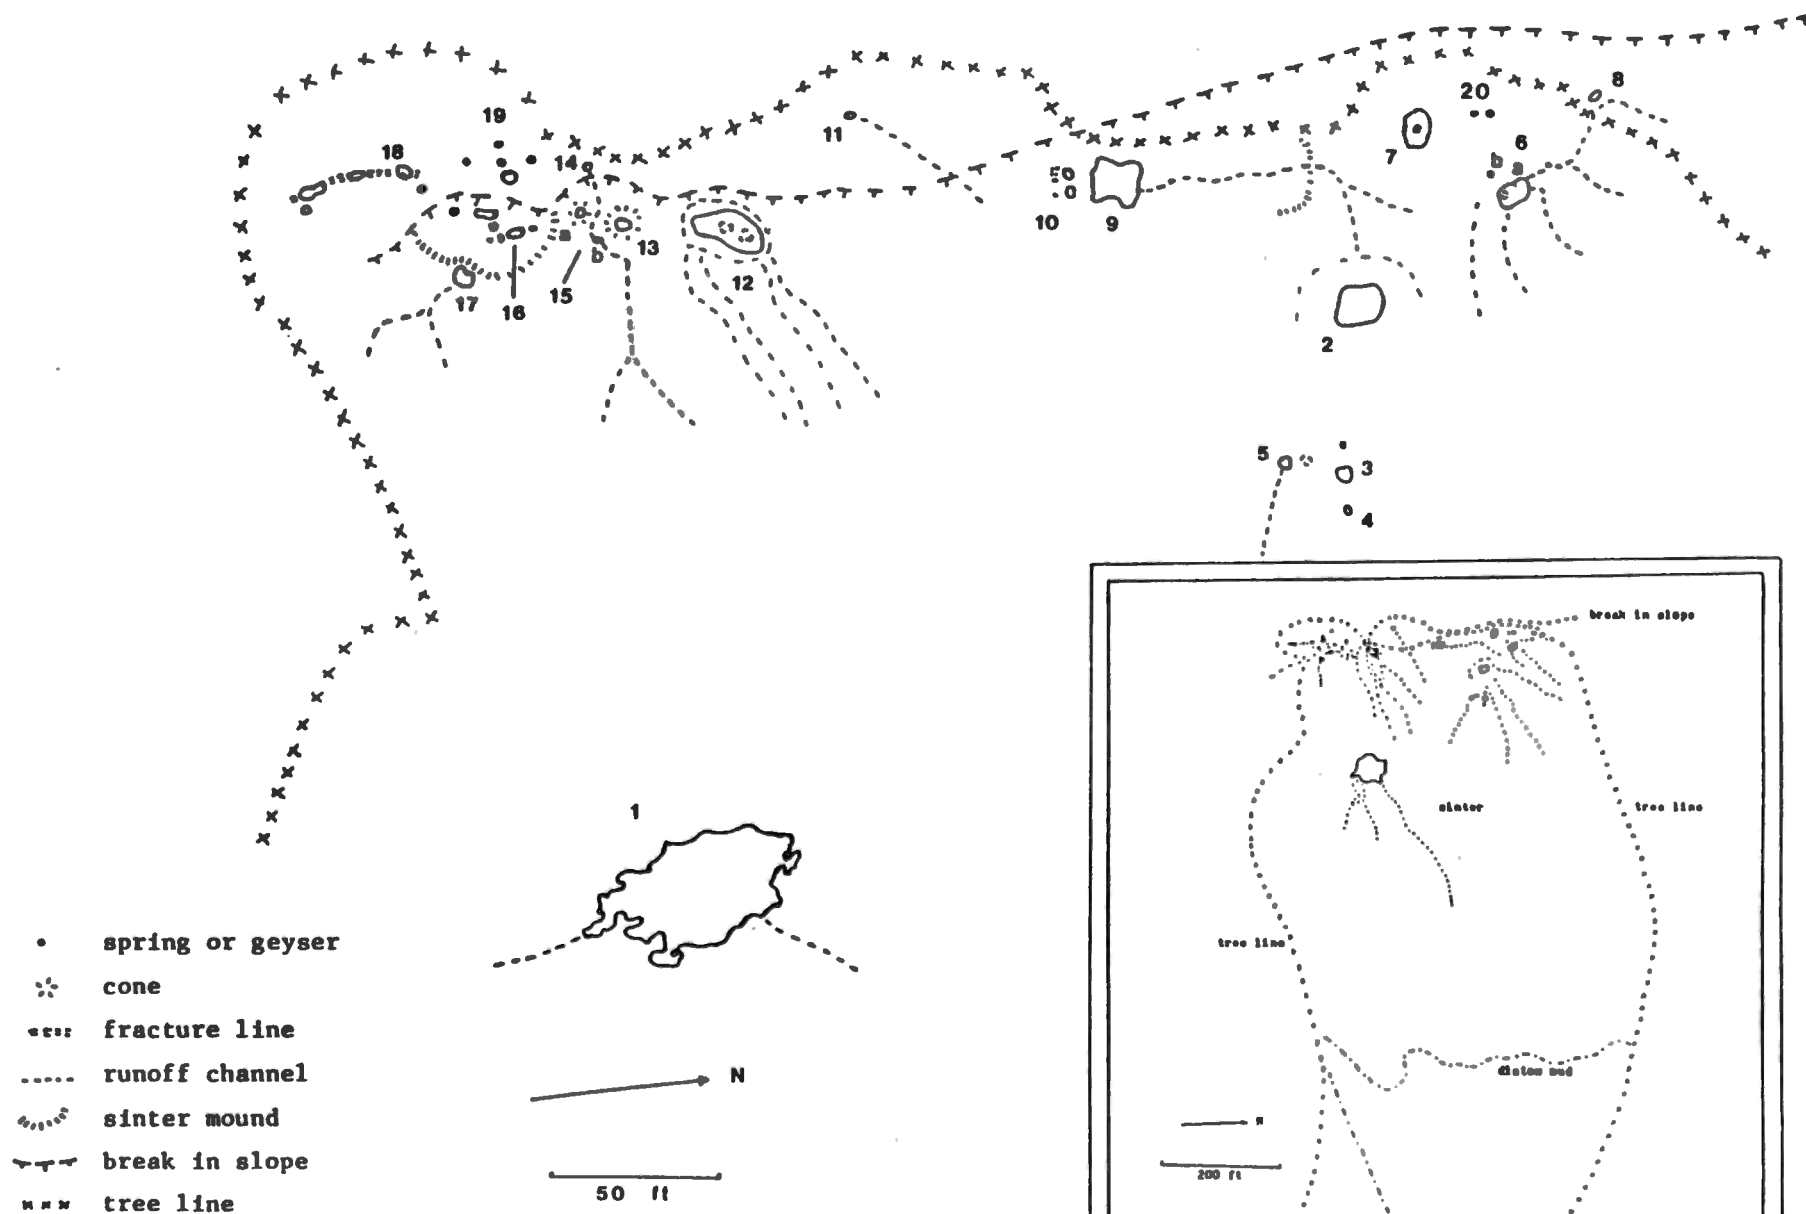 8
20
19
11
6
14
18
7
b a
10
9
13
a
b
12
15
17
16
2
5
3
4
break in slope
sinter
tree line
1
spring or geyser
tree line
cone
fracture line
runoff channel
N
diatom mud
sinter mound
N
break in slope
200 ft
50 ft
tree line